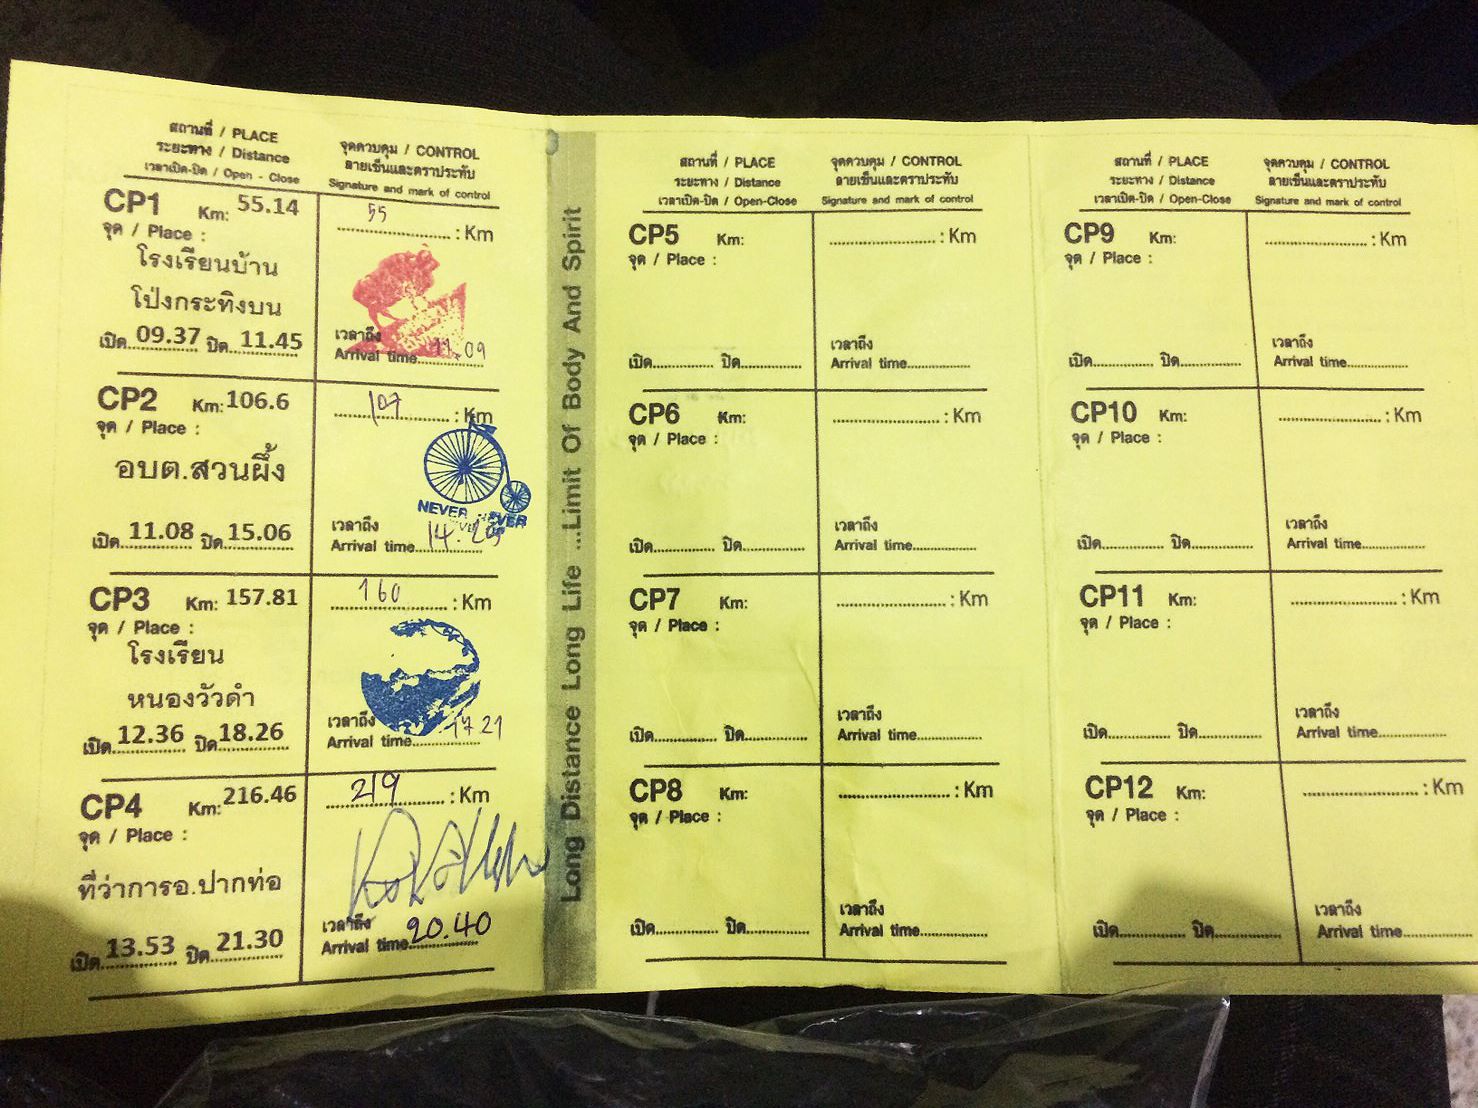 สถานที่ / PLACE
ระยะทาง / Distance
เวลาเปิด-ปิด / Open - Close
จุดควบคุม / CONTROL
ลายเซ็นและตราประทับ
Signature and mark of control
CP1 Km: 55.14
จุด / Place :
โรงเรียนบ้าน
โป่งกระทิงบน
เปิด 09.37 ปิด 11.45
55 : Km
เวลาถึง
Arrival time 11.09
CP2 Km: 106.6
จุด / Place :
อบต.สวนผึ้ง
เปิด 11.08 ปิด 15.06
107 : Km
NEVER
เวลาถึง
Arrival time 14.
CP3 Km: 157.81
จุด / Place :
โรงเรียน
หนองวัวดำ
เปิด 12.36 ปิด 18.26
160 : Km
เวลาถึง
Arrival time 17 21
CP4 Km: 216.46
จุด / Place :
ที่ว่าการอ.ปากท่อ
เปิด 13.53 ปิด 21.30
219 : Km
เวลาถึง
Arrival time 20.40
Long Distance Long Life ...Limit Of Body And Spirit
สถานที่ / PLACE
ระยะทาง / Distance
เวลาเปิด-ปิด / Open-Close
จุดควบคุม / CONTROL
ลายเซ็นและตราประทับ
Signature and mark of control
CP5 Km:
จุด / Place :
เปิด ปิด
: Km
เวลาถึง
Arrival time
CP6 Km:
จุด / Place :
เปิด ปิด
: Km
เวลาถึง
Arrival time
CP7 Km:
จุด / Place :
เปิด ปิด
: Km
เวลาถึง
Arrival time
CP8 Km:
จุด / Place :
เปิด ปิด
: Km
เวลาถึง
Arrival time
สถานที่ / PLACE
ระยะทาง / Distance
เวลาเปิด-ปิด / Open-Close
จุดควบคุม / CONTROL
ลายเซ็นและตราประทับ
Signature and mark of control
CP9 Km:
จุด / Place :
เปิด ปิด
: Km
เวลาถึง
Arrival time
CP10 Km:
จุด / Place :
เปิด ปิด
: Km
เวลาถึง
Arrival time
CP11 Km:
จุด / Place :
เปิด ปิด
: Km
เวลาถึง
Arrival time
CP12 Km:
จุด / Place :
เปิด ปิด
: Km
เวลาถึง
Arrival time